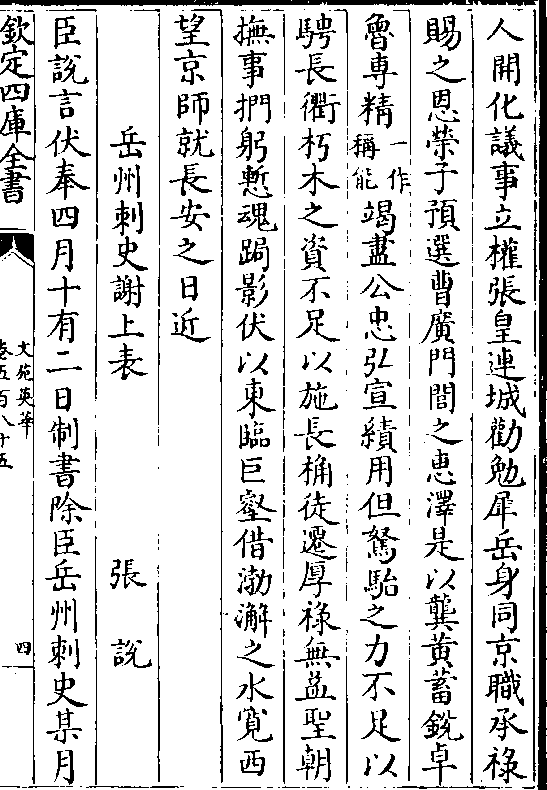 人開化議事立權張皇連城勸勉犀岳身同京職承祿
賜之恩榮子預選曹廣門閭之惠澤是以龔黄蓄鋭卓
魯專精一作稱能竭盡公忠弘宣績用但駑駘之力不足以
騁長衢朽木之資不足以施長桷徒遷厚祿無益聖朝
撫事捫躬慙魂跼影伏以東臨巨壑借渤澥之水寛西
望京師就長安之日近
岳州刺史謝上表 張說
臣說言伏奉四月十有二日制書除臣岳州刺史某月
欽定四庫全書
文苑英華
卷五百八十五
四